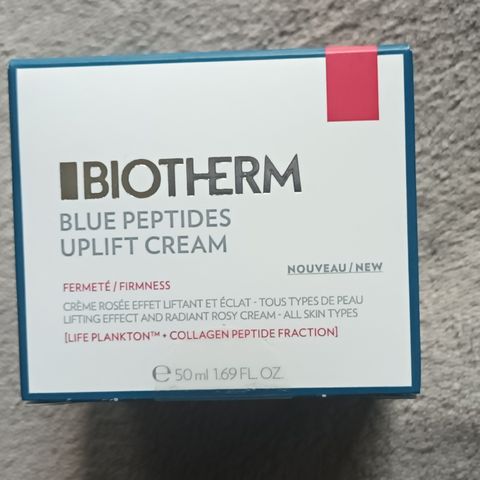 BIOTHERM
BLUE PEPTIDES
UPLIFT CREAM
NOUVEAU / NEW
FERMETÉ / FIRMNESS
CRÈME ROSÉE EFFET LIFTANT ET ÉCLAT - TOUS TYPES DE PEAU
LIFTING EFFECT AND RADIANT ROSY CREAM - ALL SKIN TYPES
[LIFE PLANKTON™ + COLLAGEN PEPTIDE FRACTION]
℮ 50 ml 1.69 FL. OZ.